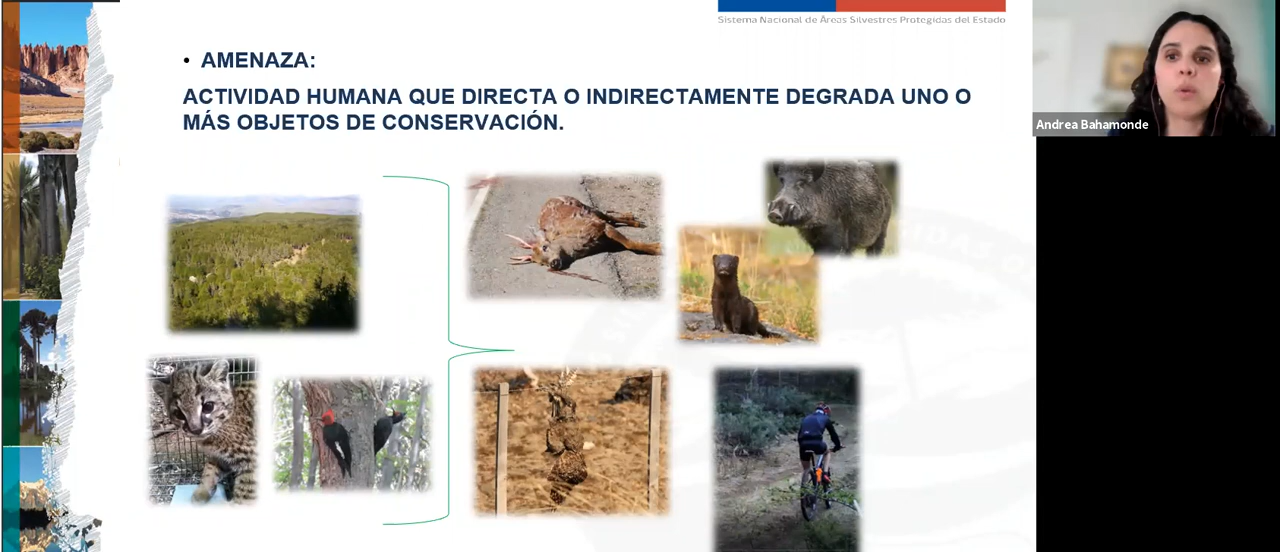 Sistema Nacional de Áreas Silvestres Protegidas del Estado
• AMENAZA:
ACTIVIDAD HUMANA QUE DIRECTA O INDIRECTAMENTE DEGRADA UNO O
MÁS OBJETOS DE CONSERVACIÓN.
Andrea Bahamonde